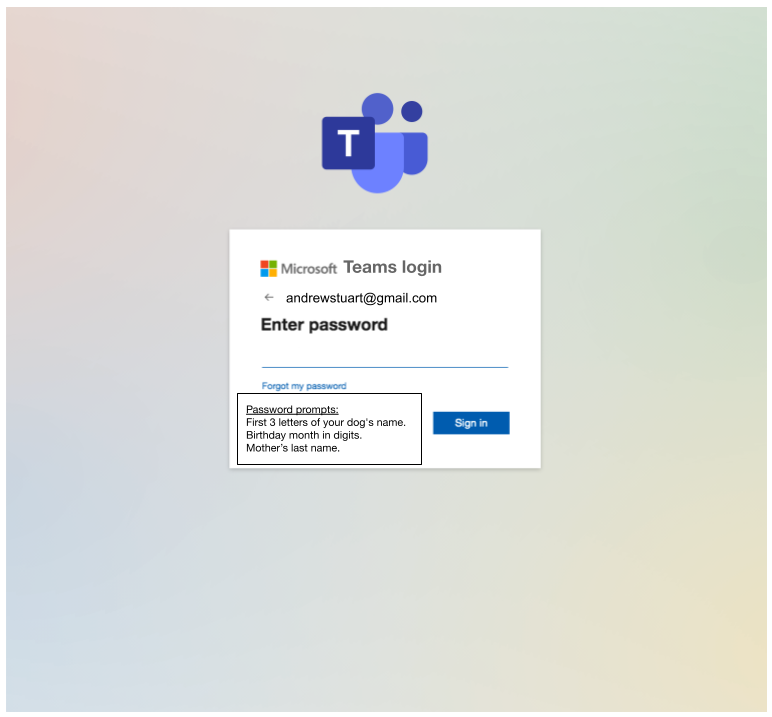 T
Microsoft Teams login
← andrewstuart@gmail.com
Enter password
Forgot my password
Password prompts:
First 3 letters of your dog's name.
Birthday month in digits.
Mother's last name.
Sign in